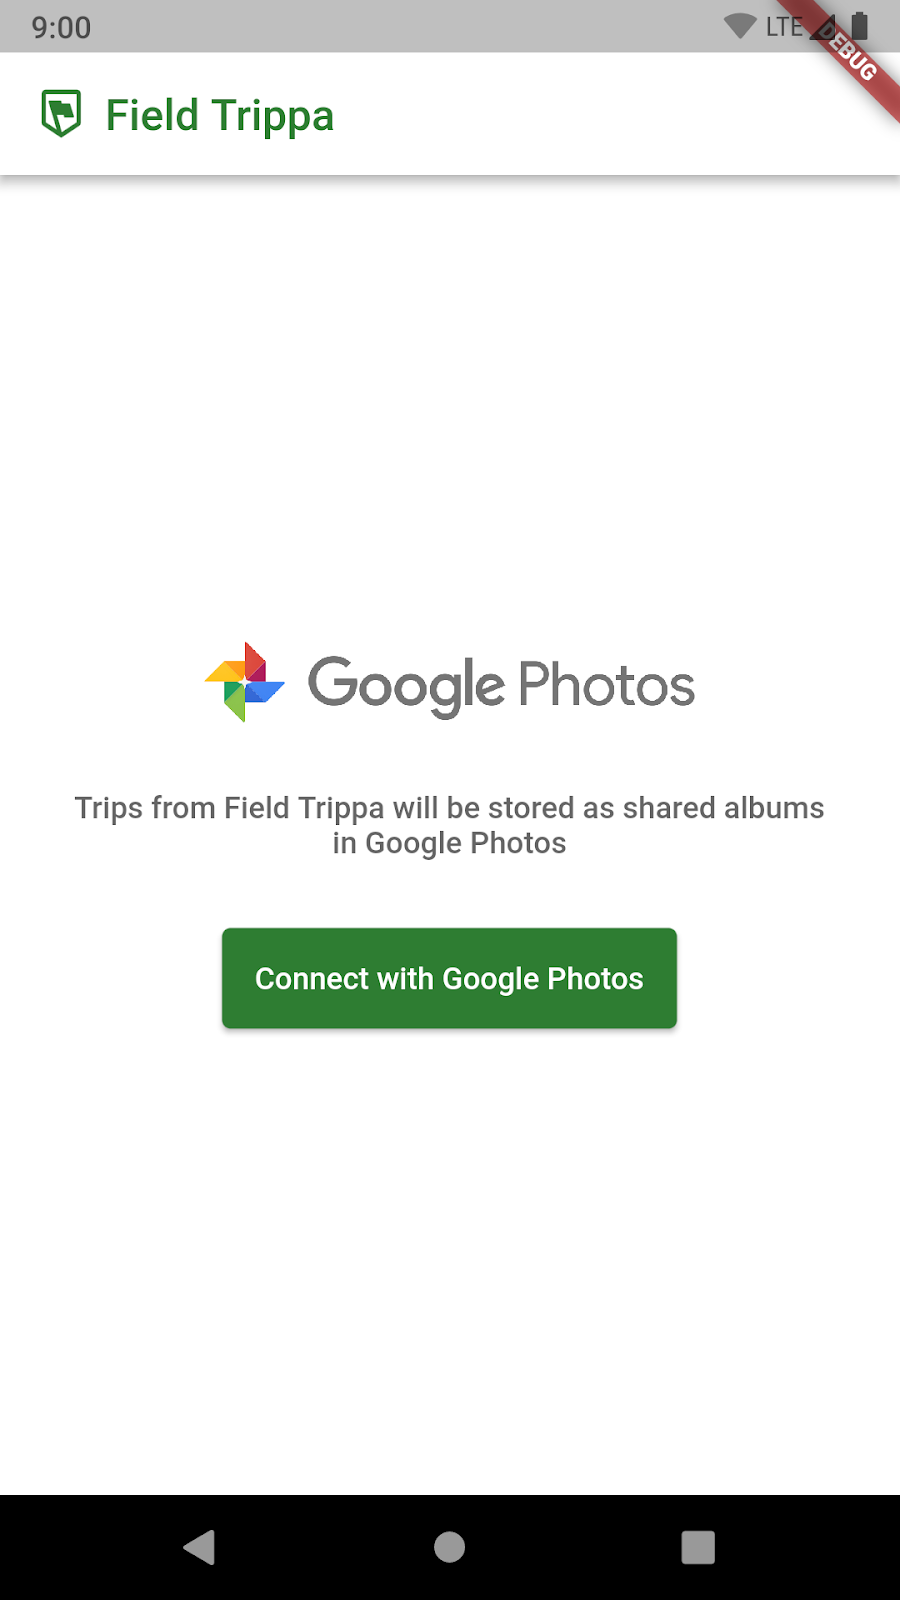 9:00
LTE
DEBUG
Field Trippa
Google Photos
Trips from Field Trippa will be stored as shared albums
in Google Photos
Connect with Google Photos